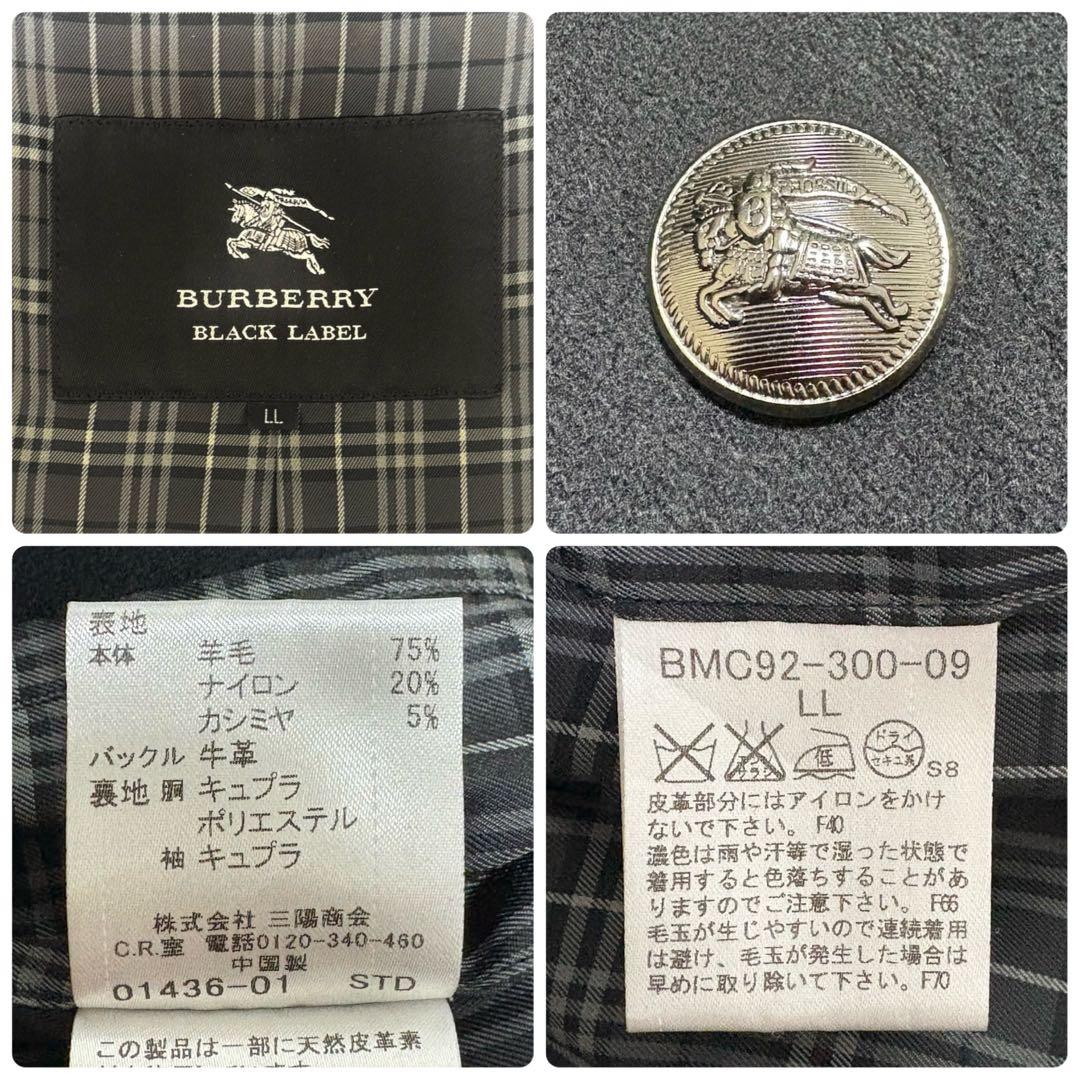 BURBERRY
BLACK LABEL
LL
PRORSUM
表地
本体 羊毛 75%
ナイロン 20%
カシミヤ 5%
バックル 牛革
裏地 胴 キュプラ
ポリエステル
袖 キュプラ
株式会社 三陽商会
C.R.室 電話0120-340-460
中国製
01436-01 STD
この製品は一部に天然皮革素
BMC92-300-09
LL
低
ドライ
セキユ系
S8
皮革部分にはアイロンをかけ
ないで下さい。F40
濃色は雨や汗等で湿った状態で
着用すると色落ちすることがあ
りますのでご注意下さい。F66
毛玉が生じやすいので連続着用
は避け、毛玉が発生した場合は
早めに取り除いて下さい。F70